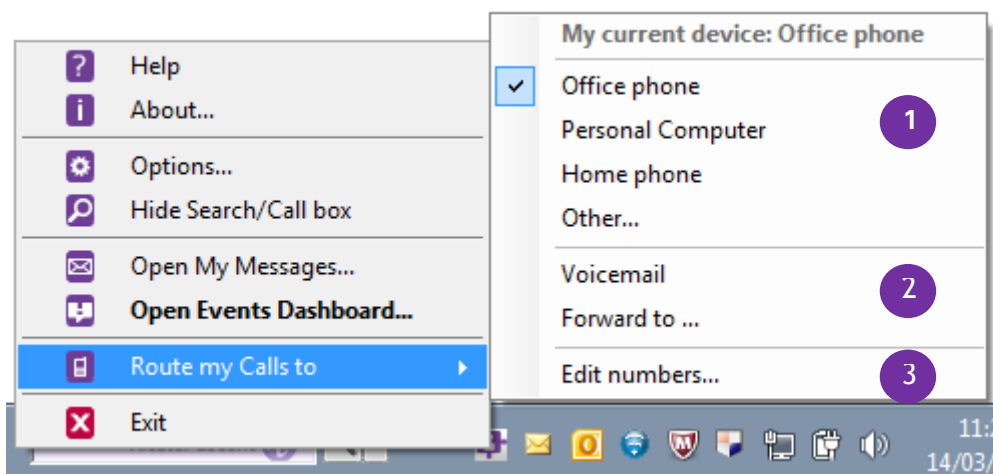 Help
About...
Options...
Hide Search/Call box
Open My Messages...
Open Events Dashboard...
Route my Calls to
Exit
My current device: Office phone
Office phone
Personal Computer
Home phone
Other...
1
Voicemail
Forward to ...
2
Edit numbers...
3
11:2
14/03/